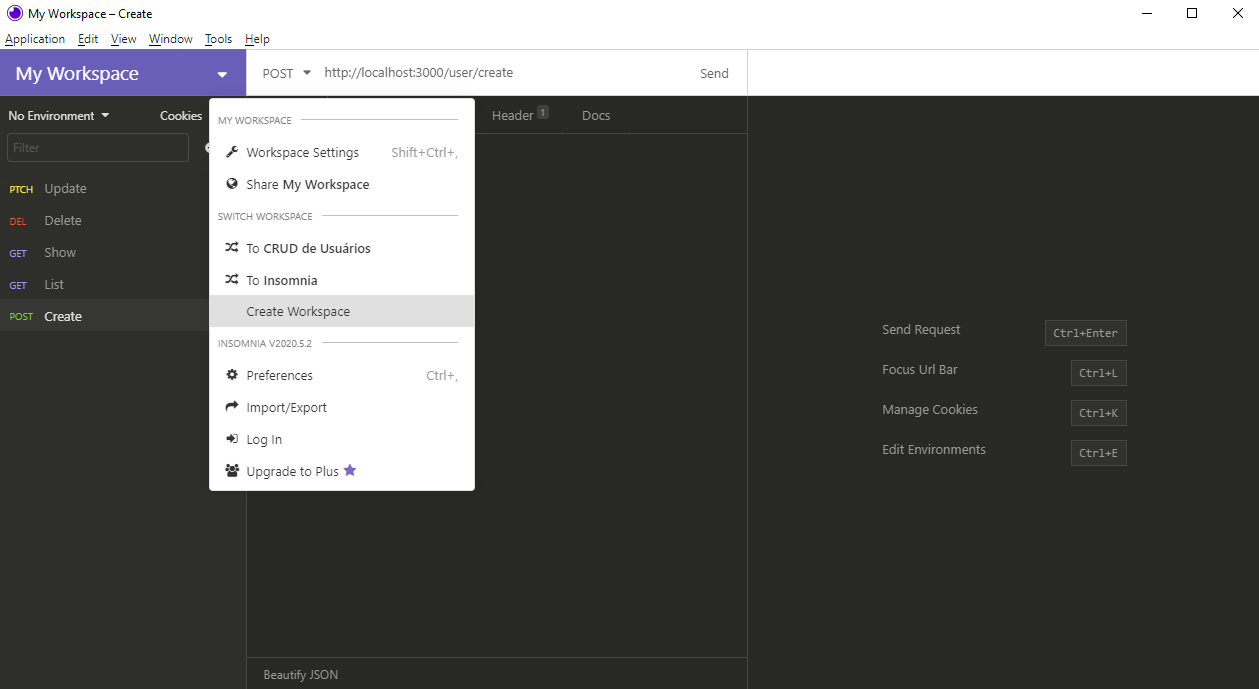 My Workspace – Create
Application Edit View Window Tools Help
My Workspace
POST http://localhost:3000/user/create Send
No Environment Cookies
Header 1 Docs
Filter
PTCH Update
DEL Delete
GET Show
GET List
POST Create
MY WORKSPACE
Workspace Settings Shift+Ctrl+,
Share My Workspace
SWITCH WORKSPACE
To CRUD de Usuários
To Insomnia
Create Workspace
INSOMNIA V2020.5.2
Preferences Ctrl+,
Import/Export
Log In
Upgrade to Plus
Send Request Ctrl+Enter
Focus Url Bar Ctrl+L
Manage Cookies Ctrl+K
Edit Environments Ctrl+E
Beautify JSON